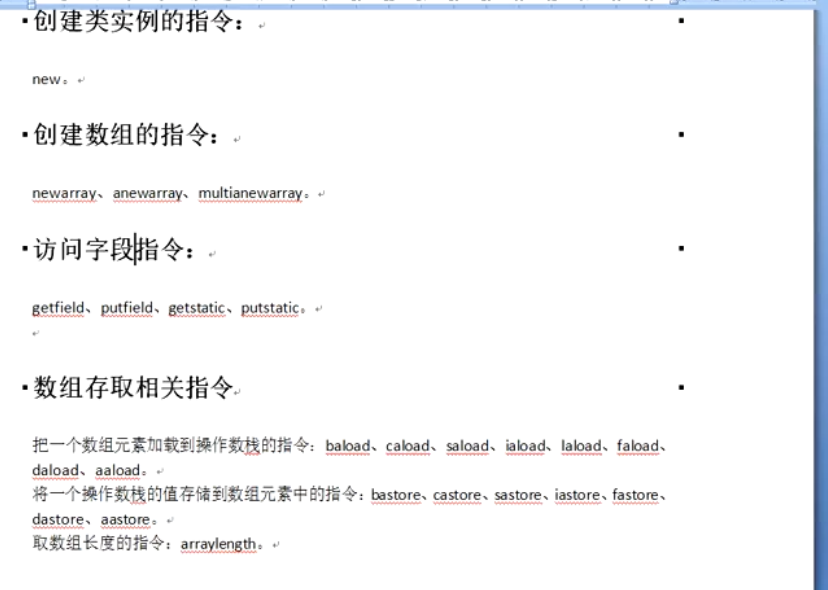 创建类实例的指令：
new。
创建数组的指令：
newarray、anewarray、multianewarray。
访问字段指令：
getfield、putfield、getstatic、putstatic。
数组存取相关指令
把一个数组元素加载到操作数栈的指令：baload、caload、saload、iaload、laload、faload、
daload、aaload。
将一个操作数栈的值存储到数组元素中的指令：bastore、castore、sastore、iastore、fastore、
dastore、aastore。
取数组长度的指令：arraylength。